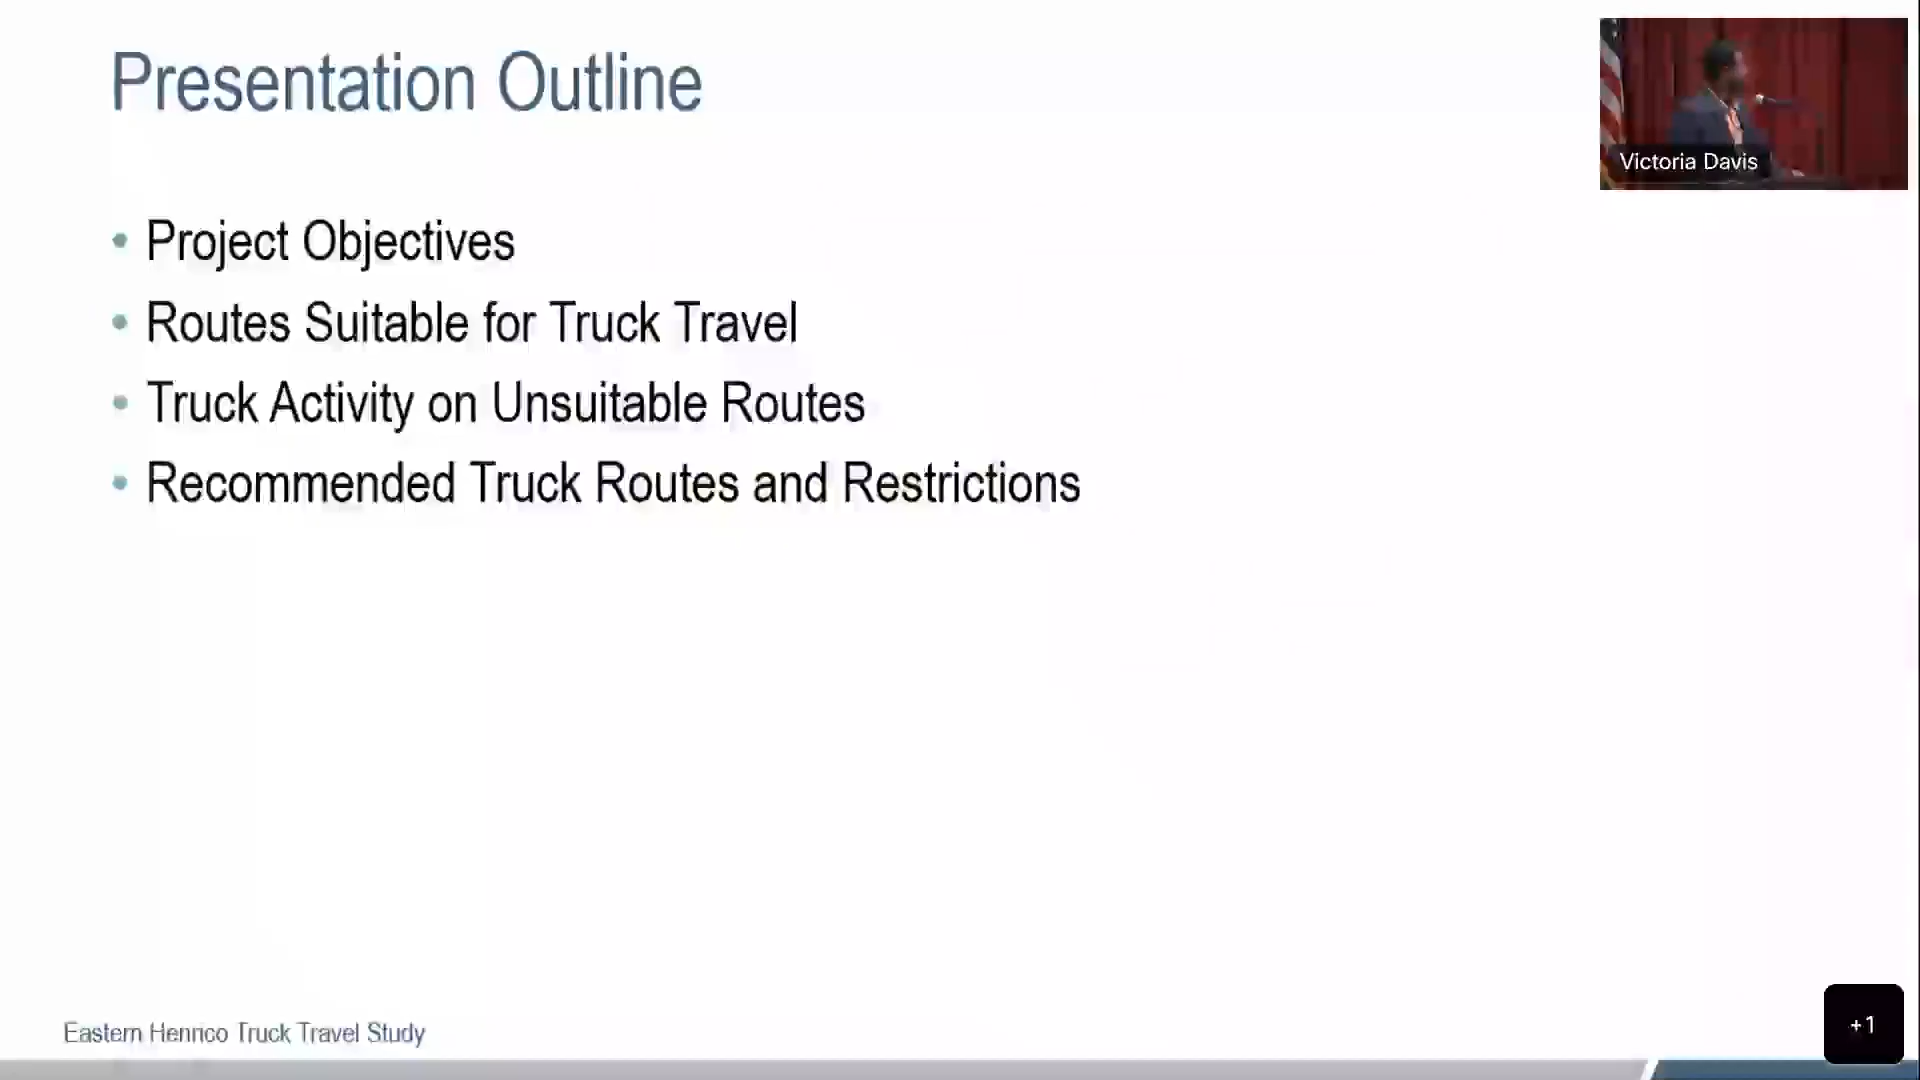 Presentation Outline
Victoria Davis
• Project Objectives
• Routes Suitable for Truck Travel
• Truck Activity on Unsuitable Routes
• Recommended Truck Routes and Restrictions
Eastern Henrico Truck Travel Study
+1